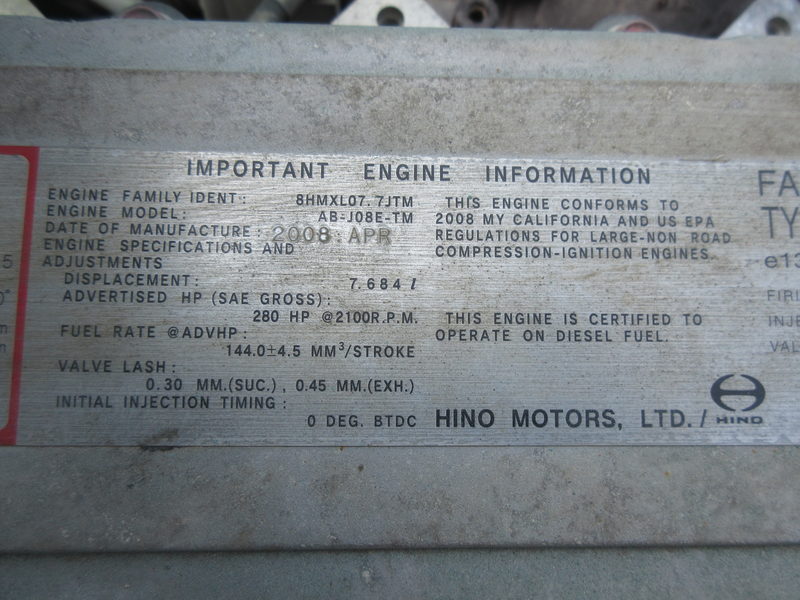 IMPORTANT ENGINE INFORMATION
ENGINE FAMILY IDENT: 8HMXL07.7JTM
ENGINE MODEL: AB-J08E-TM
DATE OF MANUFACTURE: 2008 APR
ENGINE SPECIFICATIONS AND
ADJUSTMENTS
DISPLACEMENT: 7.684 l
ADVERTISED HP (SAE GROSS):
280 HP @2100R.P.M.
FUEL RATE @ADVHP:
144.0±4.5 MM³/STROKE
VALVE LASH:
0.30 MM.(SUC.), 0.45 MM.(EXH.)
INITIAL INJECTION TIMING:
0 DEG. BTDC
THIS ENGINE CONFORMS TO
2008 MY CALIFORNIA AND US EPA
REGULATIONS FOR LARGE-NON ROAD
COMPRESSION-IGNITION ENGINES.
THIS ENGINE IS CERTIFIED TO
OPERATE ON DIESEL FUEL.
HINO MOTORS, LTD./ HINO
FA
TY
e13
FIRI
INJE
VAL